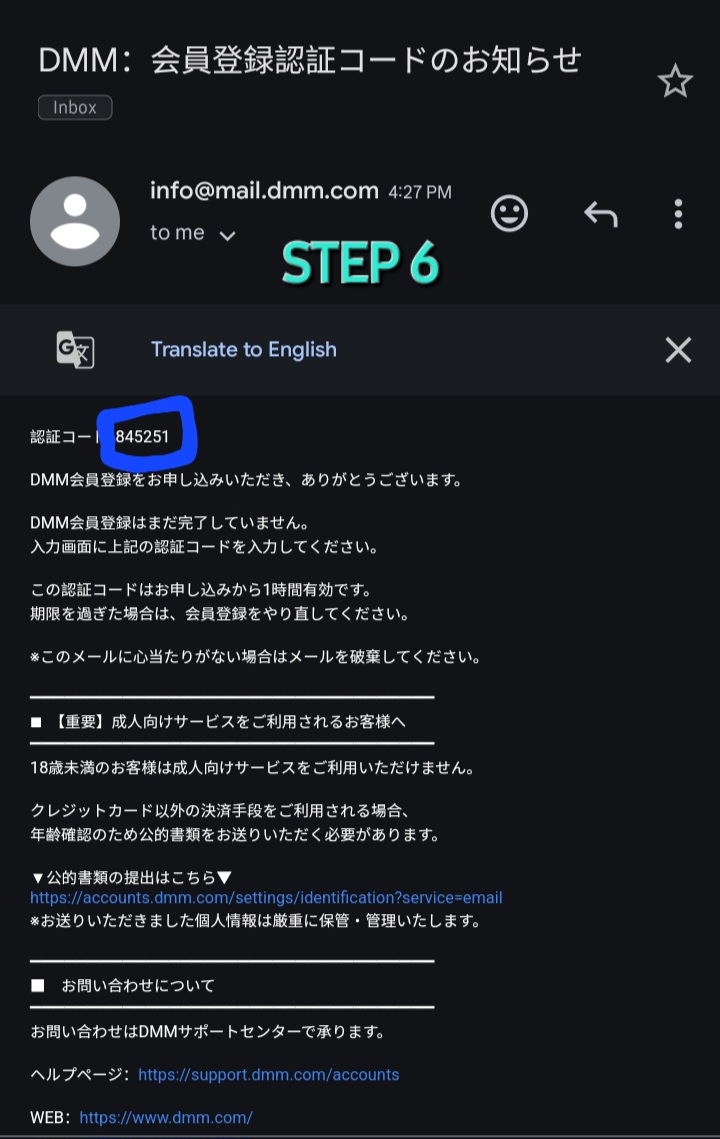 DMM：会員登録認証コードのお知らせ
Inbox
info@mail.dmm.com 4:27 PM
to me
STEP 6
Translate to English
認証コード 845251
DMM会員登録をお申し込みいただき、ありがとうございます。
DMM会員登録はまだ完了していません。
入力画面に上記の認証コードを入力してください。
この認証コードはお申し込みから1時間有効です。
期限を過ぎた場合は、会員登録をやり直してください。
※このメールに心当たりがない場合はメールを破棄してください。
■ 【重要】成人向けサービスをご利用されるお客様へ
18歳未満のお客様は成人向けサービスをご利用いただけません。
クレジットカード以外の決済手段をご利用される場合、
年齢確認のため公的書類をお送りいただく必要があります。
▼公的書類の提出はこちら▼
https://accounts.dmm.com/settings/identification?service=email
※お送りいただきました個人情報は厳重に保管・管理いたします。
■ お問い合わせについて
お問い合わせはDMMサポートセンターで承ります。
ヘルプページ：https://support.dmm.com/accounts
WEB：https://www.dmm.com/